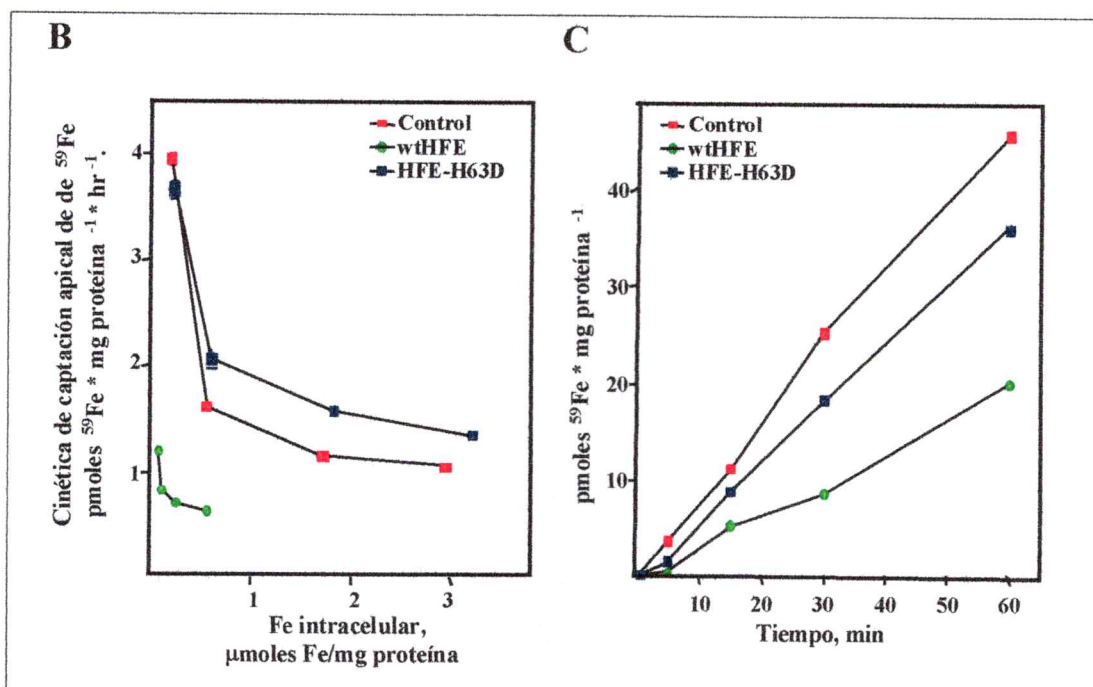 B
Cinética de captación apical de de ⁵⁹Fe
pmoles ⁵⁹Fe * mg proteína ⁻¹ * hr⁻¹.
4
3
2
1
Control
wtHFE
HFE-H63D
1 2 3
Fe intracelular,
µmoles Fe/mg proteína
C
pmoles ⁵⁹Fe * mg proteína ⁻¹
40
30
20
10
Control
wtHFE
HFE-H63D
10 20 30 40 50 60
Tiempo, min